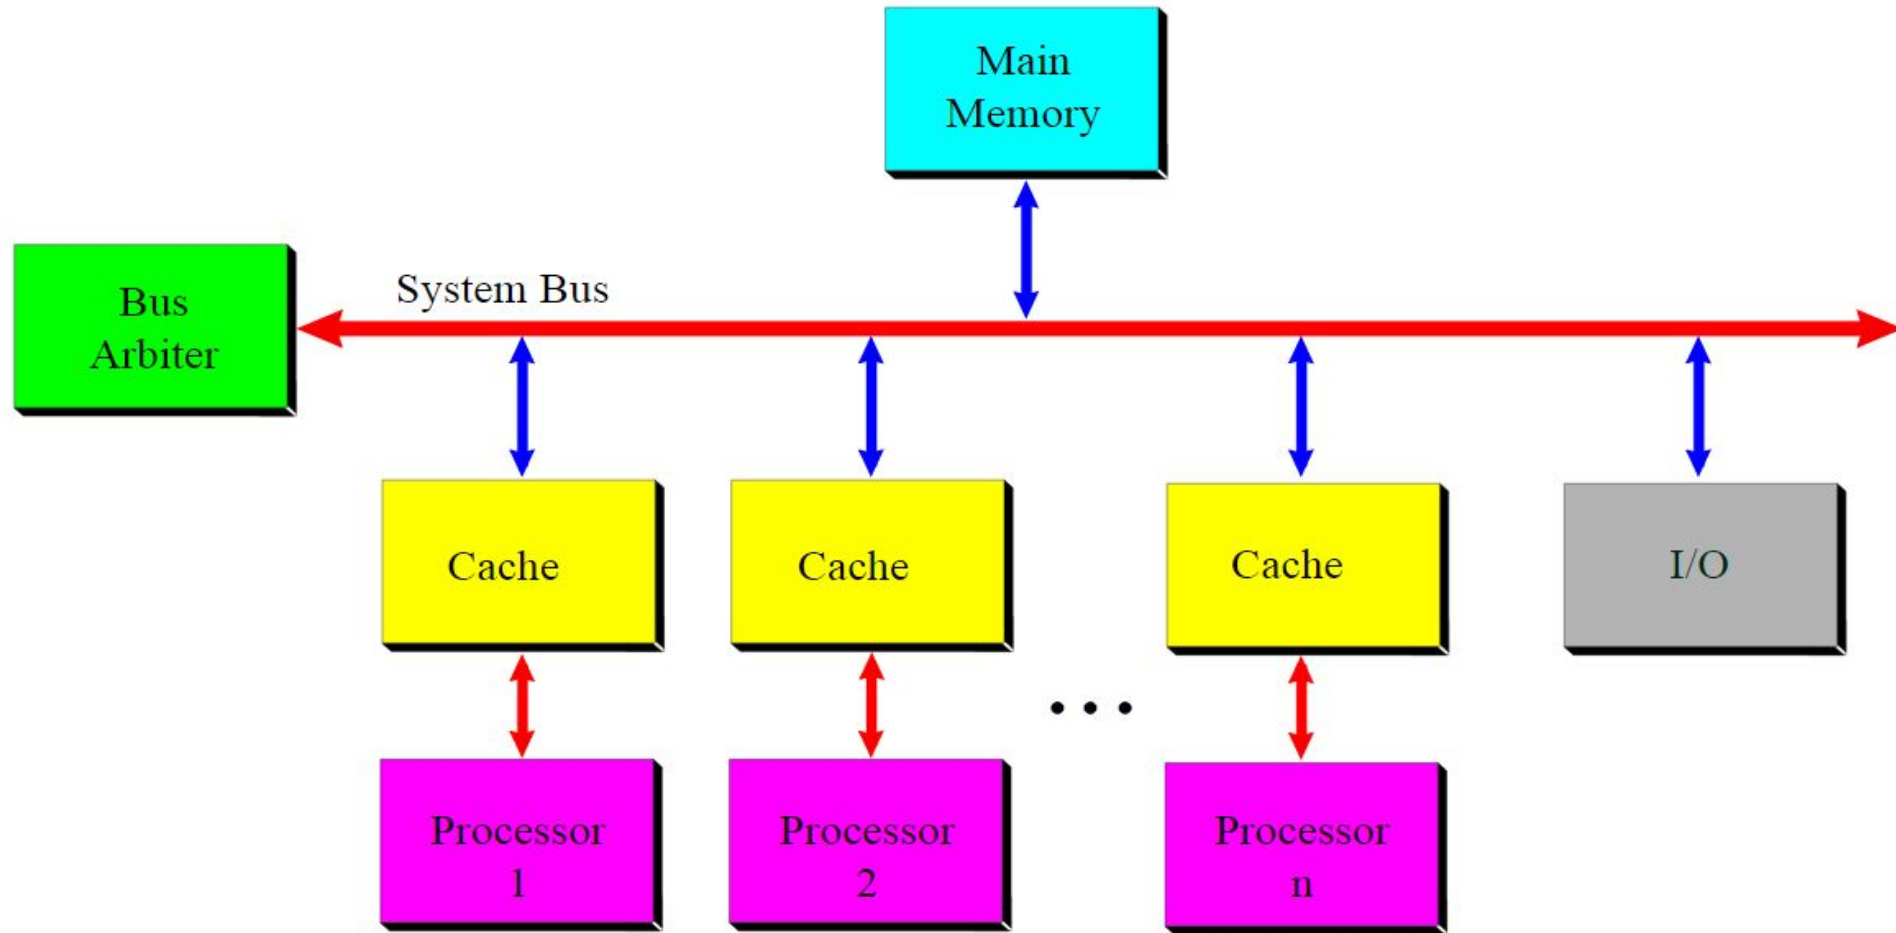 Main
Memory
System Bus
Bus
Arbiter
Cache
Cache
Cache
I/O
...
Processor
1
Processor
2
Processor
n